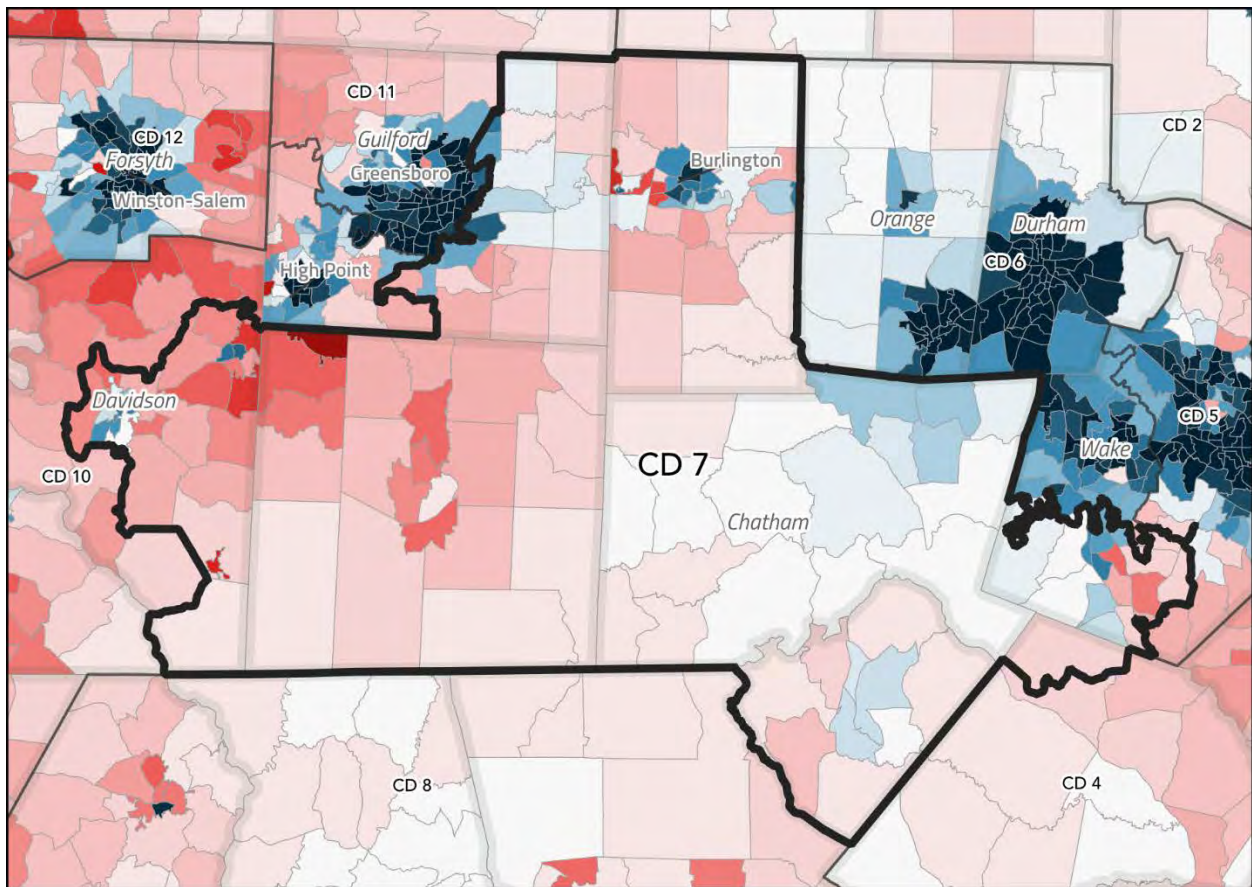 CD 11
CD 2
CD 12
Forsyth
Guilford
Greensboro
Burlington
Winston-Salem
Orange
Durham
CD 6
High Point
Davidson
CD 5
Wake
CD 10
CD 7
Chatham
CD 8
CD 4